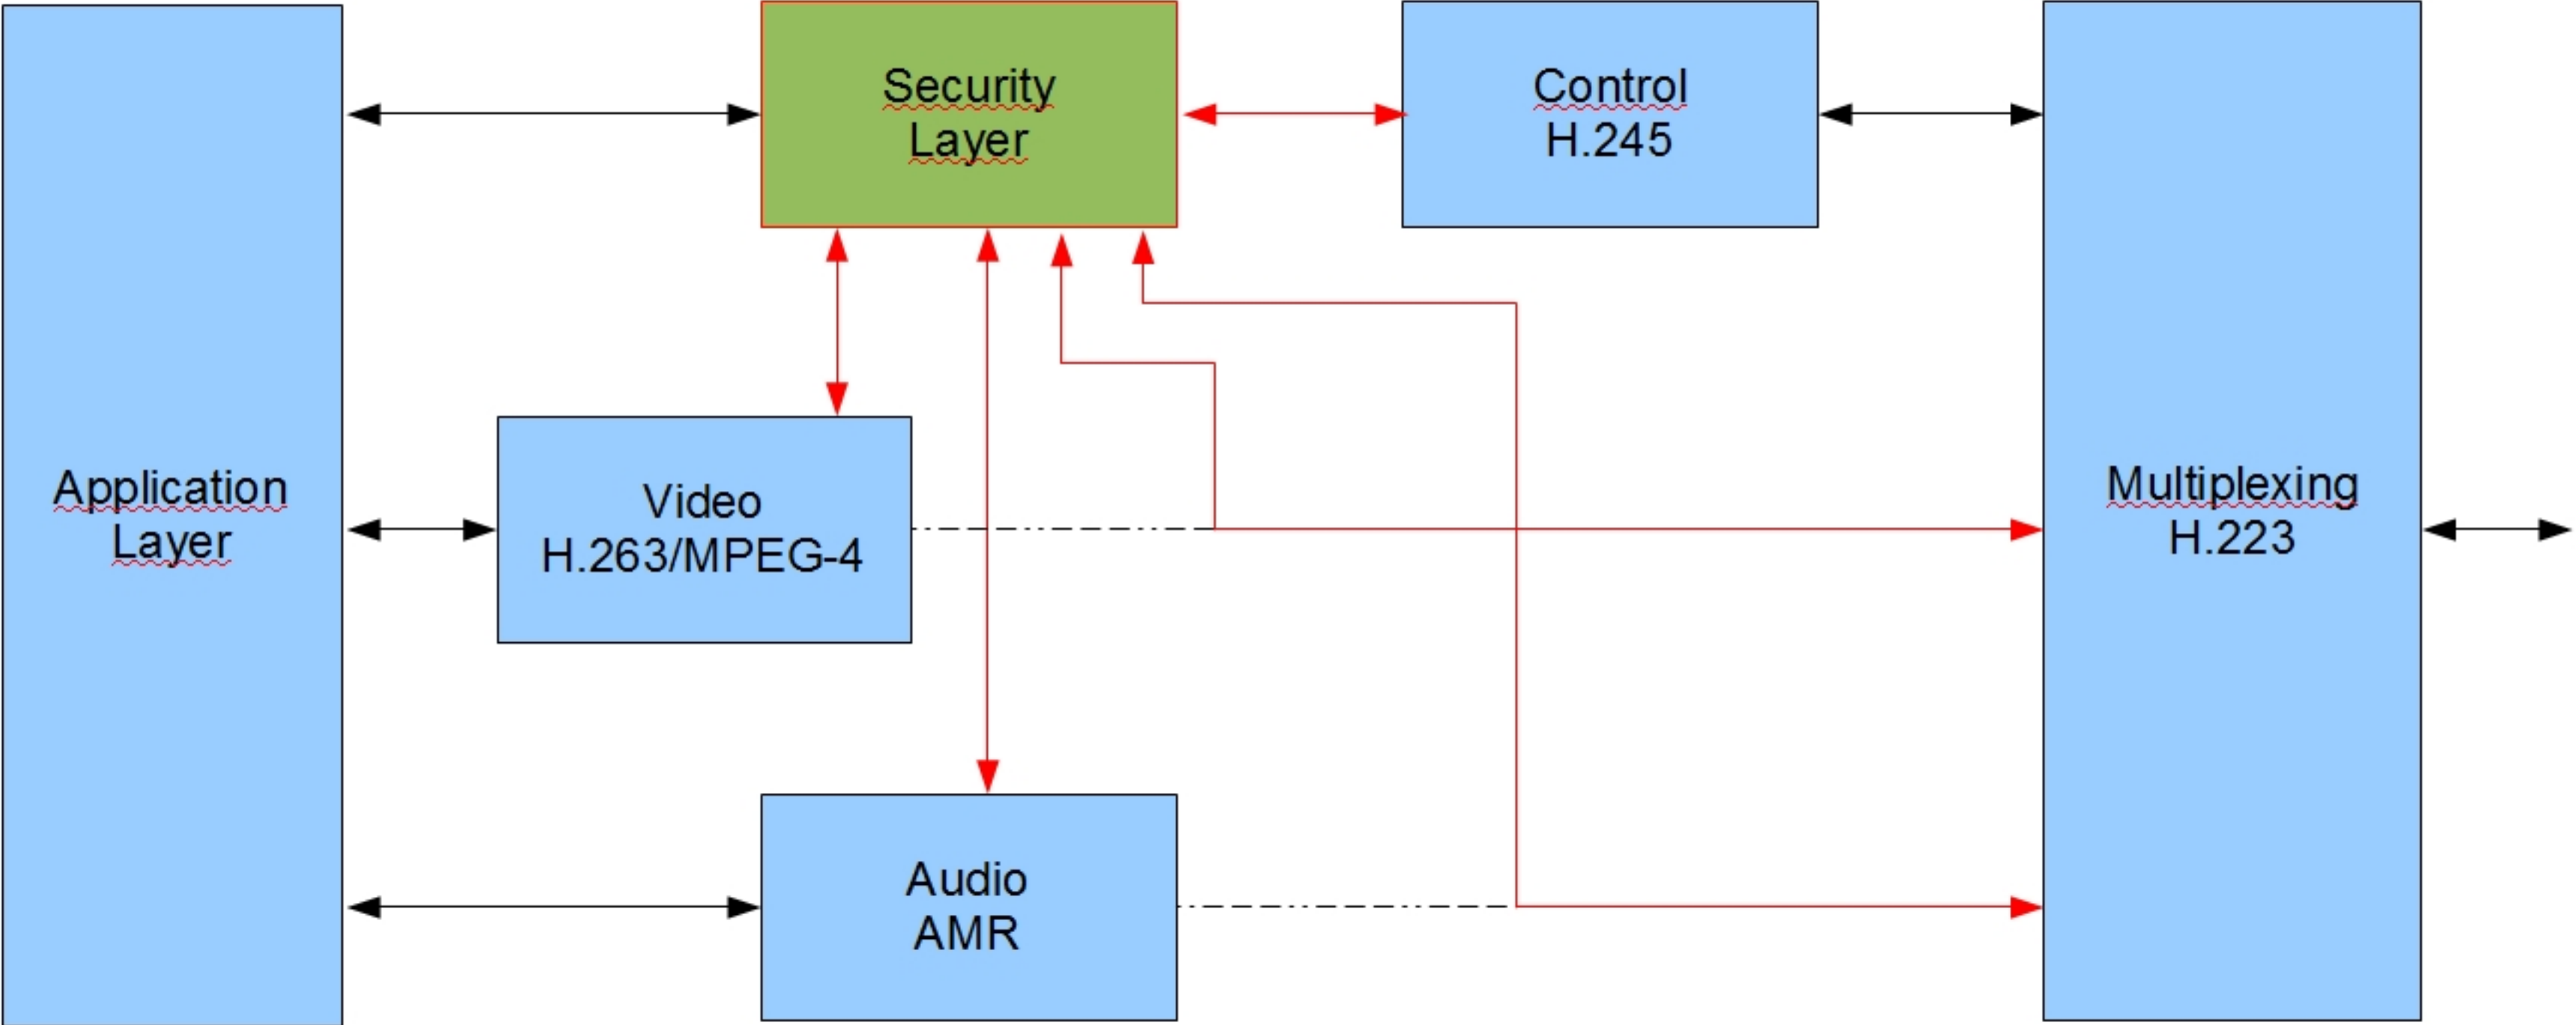 Security
Layer
Control
H.245
Application
Layer
Video
H.263/MPEG-4
Multiplexing
H.223
Audio
AMR